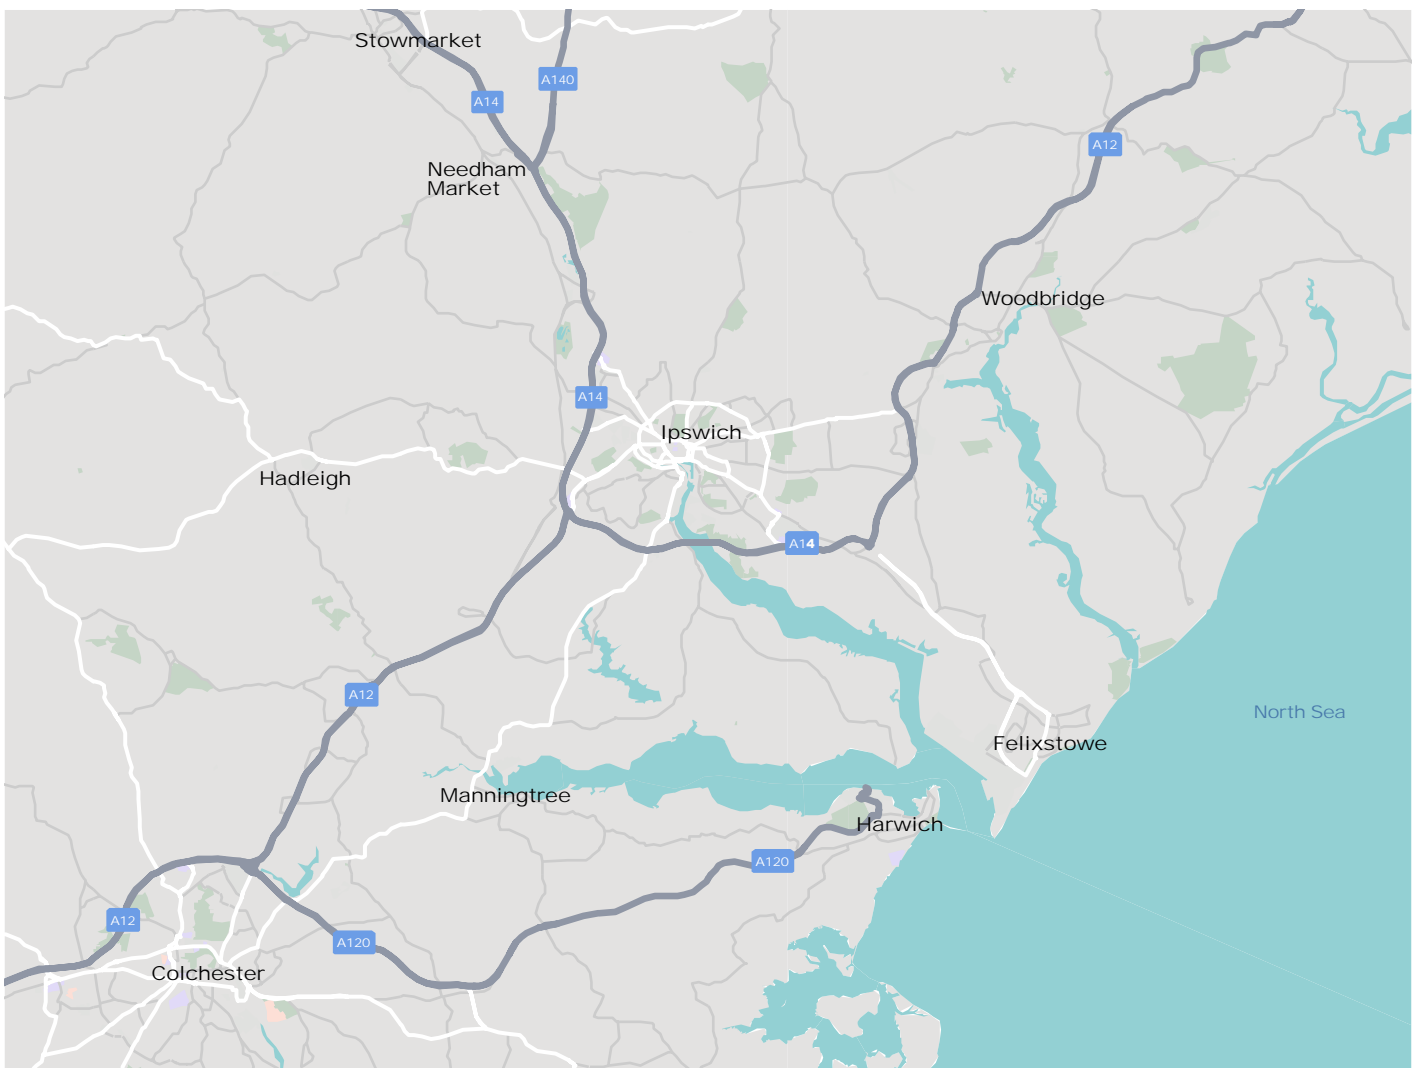 Stowmarket
A140
A14
A12
Needham
Market
Woodbridge
A14
Ipswich
Hadleigh
A14
A12
North Sea
Felixstowe
Manningtree
Harwich
A120
A12
A120
Colchester